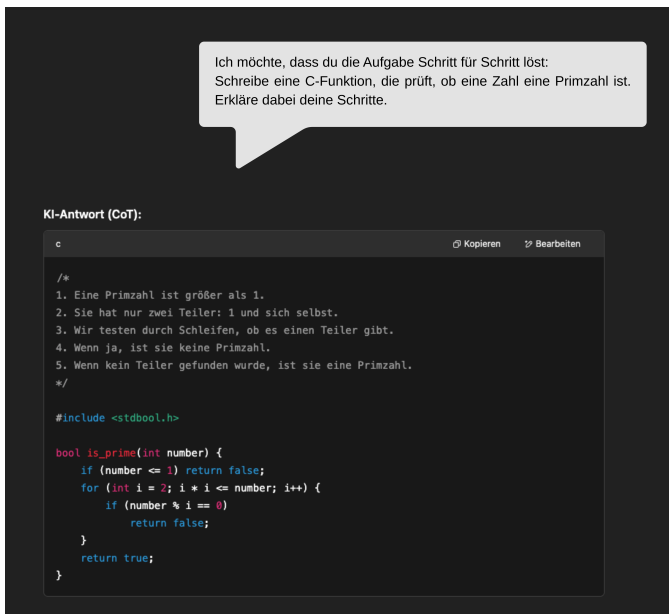 Ich möchte, dass du die Aufgabe Schritt für Schritt löst:
Schreibe eine C-Funktion, die prüft, ob eine Zahl eine Primzahl ist.
Erkläre dabei deine Schritte.
KI-Antwort (CoT):
c Kopieren Bearbeiten
/*
1. Eine Primzahl ist größer als 1.
2. Sie hat nur zwei Teiler: 1 und sich selbst.
3. Wir testen durch Schleifen, ob es einen Teiler gibt.
4. Wenn ja, ist sie keine Primzahl.
5. Wenn kein Teiler gefunden wurde, ist sie eine Primzahl.
*/
#include <stdbool.h>
bool is_prime(int number) {
    if (number <= 1) return false;
    for (int i = 2; i * i <= number; i++) {
        if (number % i == 0)
            return false;
    }
    return true;
}